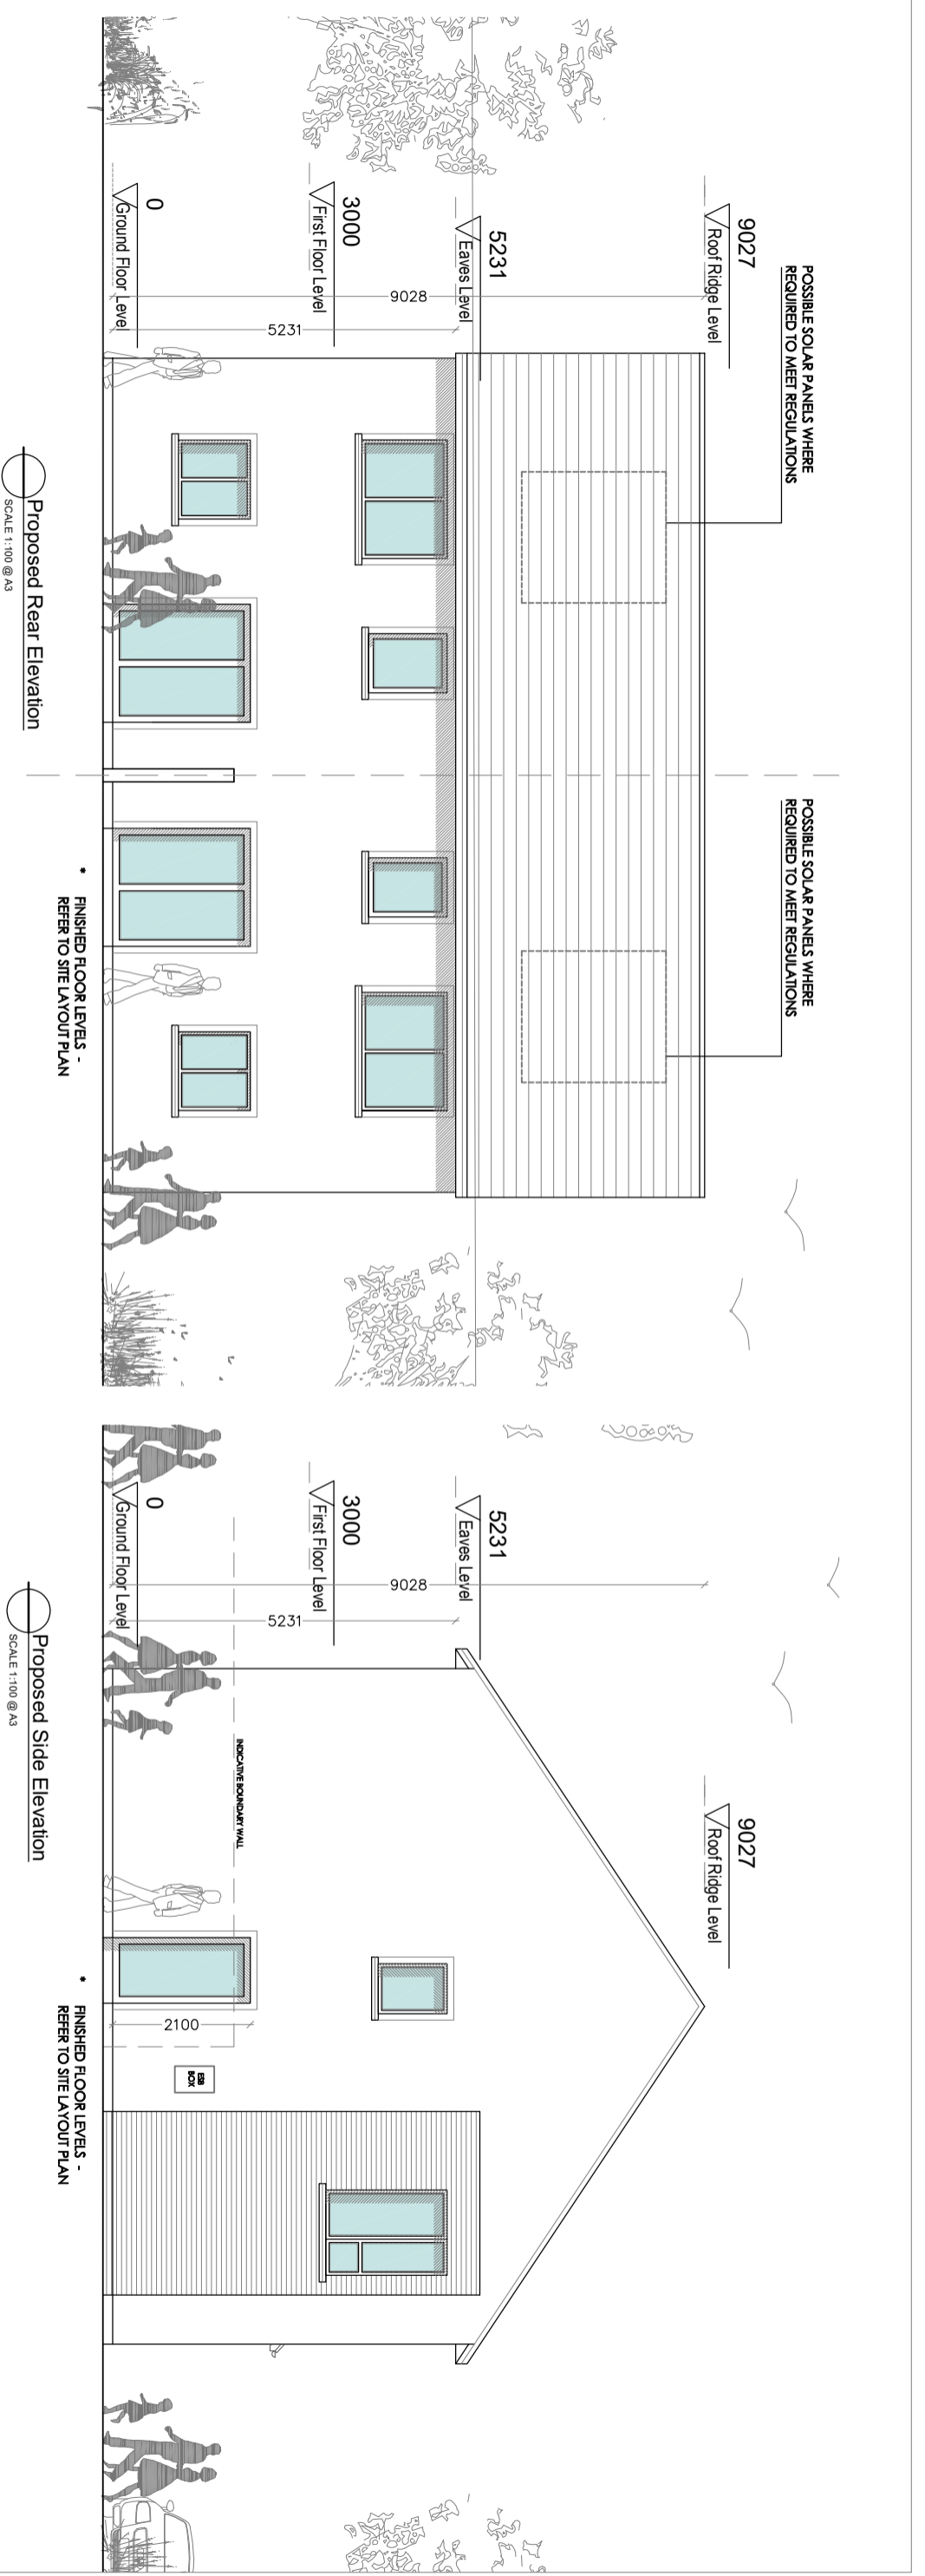 POSSIBLE SOLAR PANELS WHERE
REQUIRED TO MEET REGULATIONS
POSSIBLE SOLAR PANELS WHERE
REQUIRED TO MEET REGULATIONS
9027
Roof Ridge Level
5231
Eaves Level
3000
First Floor Level
0
Ground Floor Level
9028
5231
* FINISHED FLOOR LEVELS -
REFER TO SITE LAYOUT PLAN
Proposed Rear Elevation
SCALE 1:100 @ A3
9027
Roof Ridge Level
5231
Eaves Level
3000
First Floor Level
0
Ground Floor Level
9028
5231
INDICATIVE BOUNDARY WALL
2100
ESB
BOX
* FINISHED FLOOR LEVELS -
REFER TO SITE LAYOUT PLAN
Proposed Side Elevation
SCALE 1:100 @ A3